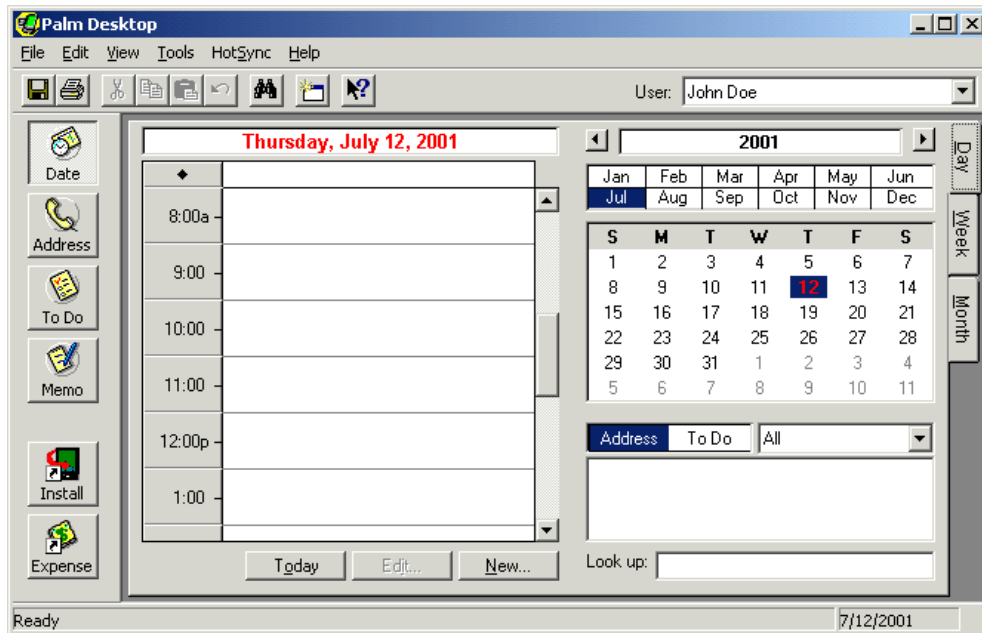 Palm Desktop
File Edit View Tools HotSync Help
User: John Doe
Date
Address
To Do
Memo
Install
Expense
Thursday, July 12, 2001
8:00a
9:00
10:00
11:00
12:00p
1:00
Today Edit... New...
2001
Jan Feb Mar Apr May Jun
Jul Aug Sep Oct Nov Dec
S M T W T F S
1 2 3 4 5 6 7
8 9 10 11 12 13 14
15 16 17 18 19 20 21
22 23 24 25 26 27 28
29 30 31 1 2 3 4
5 6 7 8 9 10 11
Address To Do All
Look up:
Day
Week
Month
Ready 7/12/2001